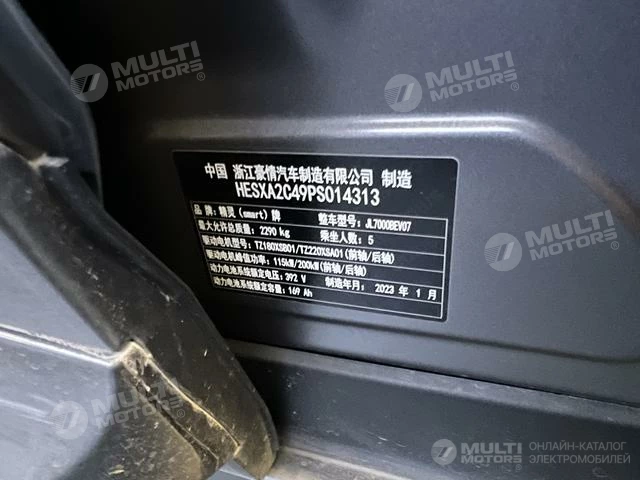 MULTI
MOTORS®
MULTI
MOTORS®
中国 浙江豪情汽车制造有限公司 制造
HESXA2C49PS014313
品 牌：精灵（smart）牌 整车型号：JL7000BEV07
最大允许总质量：2290 kg 乘坐人数：5
驱动电机型号：TZ180XSB01/TZ220XSA01（前轴/后轴）
驱动电机峰值功率：115kW/200kW（前轴/后轴）
动力电池系统额定电压：392 V 制造年月：2023 年 1 月
动力电池系统额定容量：169 Ah
MULTI
MOTORS®
MULTI
MOTORS®
MULTI
MOTORS
ОНЛАЙН-КАТАЛОГ
ЭЛЕКТРОМОБИЛЕЙ